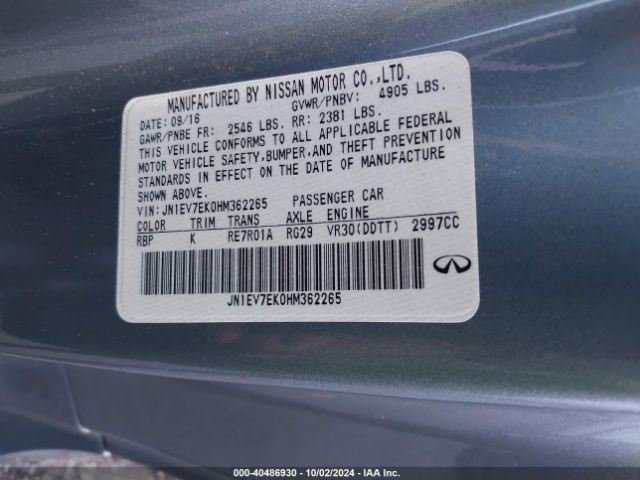 MANUFACTURED BY NISSAN MOTOR CO.,LTD.
DATE: 09/16 GVWR/PNBV: 4905 LBS.
GAWR/PNBE FR: 2546 LBS. RR: 2381 LBS.
THIS VEHICLE CONFORMS TO ALL APPLICABLE FEDERAL
MOTOR VEHICLE SAFETY,BUMPER,AND THEFT PREVENTION
STANDARDS IN EFFECT ON THE DATE OF MANUFACTURE
SHOWN ABOVE.
VIN: JN1EV7EK0HM362265 PASSENGER CAR
COLOR TRIM TRANS AXLE ENGINE
RBP K RE7R01A RG29 VR30(DDTT) 2997CC
JN1EV7EK0HM362265
000-40486930 - 10/02/2024 - IAA